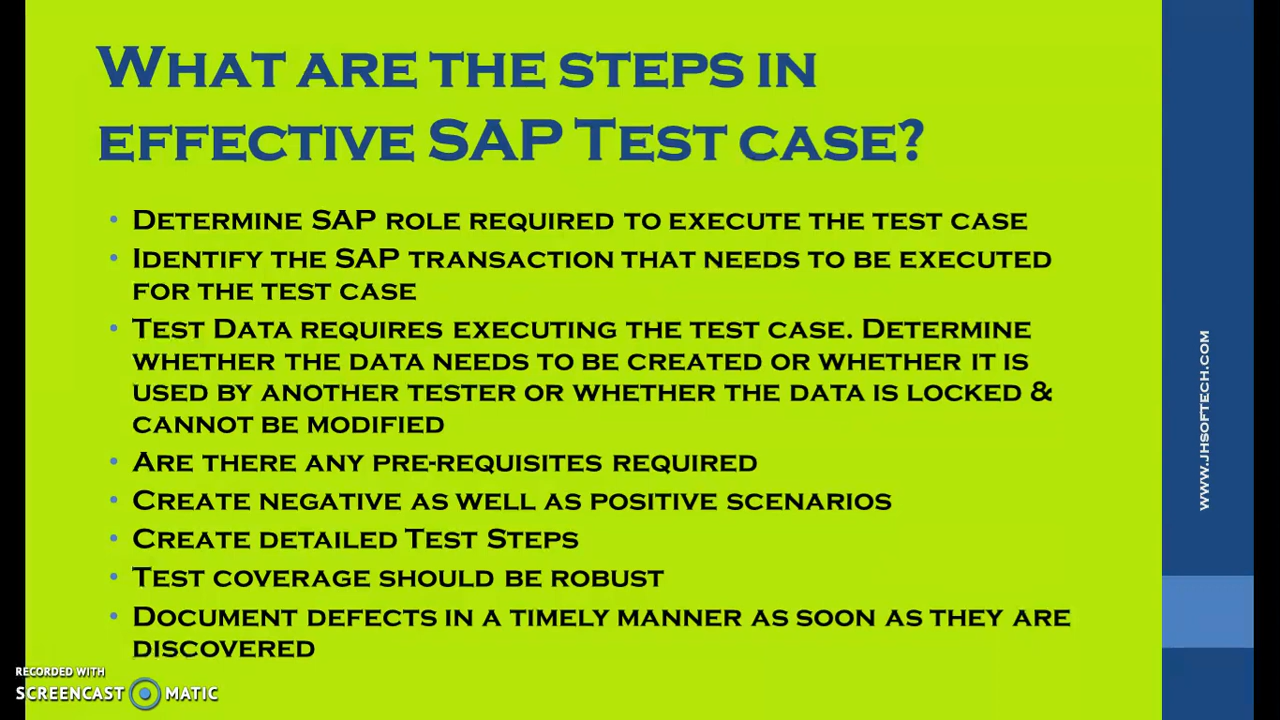 What are the steps in
effective SAP Test case?
• Determine SAP role required to execute the test case
• Identify the SAP transaction that needs to be executed
for the test case
• Test Data requires executing the test case. Determine
whether the data needs to be created or whether it is
used by another tester or whether the data is locked &
cannot be modified
• Are there any pre-requisites required
• Create negative as well as positive scenarios
• Create detailed Test Steps
• Test coverage should be robust
• Document defects in a timely manner as soon as they are
discovered
www.jhsoftech.com
RECORDED WITH
SCREENCAST MATIC